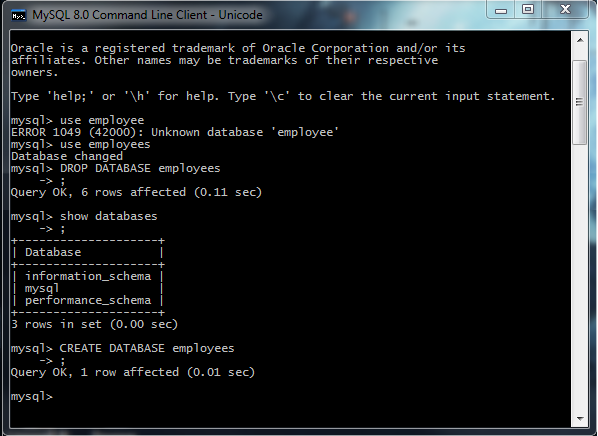 MySQL 8.0 Command Line Client - Unicode
Oracle is a registered trademark of Oracle Corporation and/or its
affiliates. Other names may be trademarks of their respective
owners.
Type 'help;' or '\h' for help. Type '\c' to clear the current input statement.
mysql> use employee
ERROR 1049 (42000): Unknown database 'employee'
mysql> use employees
Database changed
mysql> DROP DATABASE employees
    -> ;
Query OK, 6 rows affected (0.11 sec)
mysql> show databases
    -> ;
+--------------------+
| Database           |
+--------------------+
| information_schema |
| mysql              |
| performance_schema |
+--------------------+
3 rows in set (0.00 sec)
mysql> CREATE DATABASE employees
    -> ;
Query OK, 1 row affected (0.01 sec)
mysql>